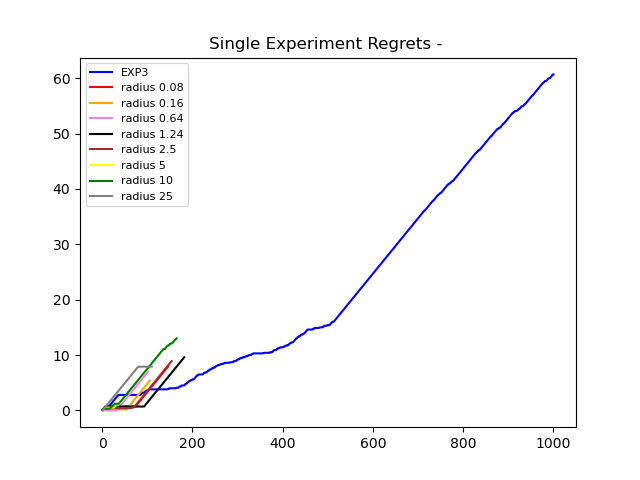 Single Experiment Regrets -
EXP3
radius 0.08
radius 0.16
radius 0.64
radius 1.24
radius 2.5
radius 5
radius 10
radius 25
60
50
40
30
20
10
0
0 200 400 600 800 1000